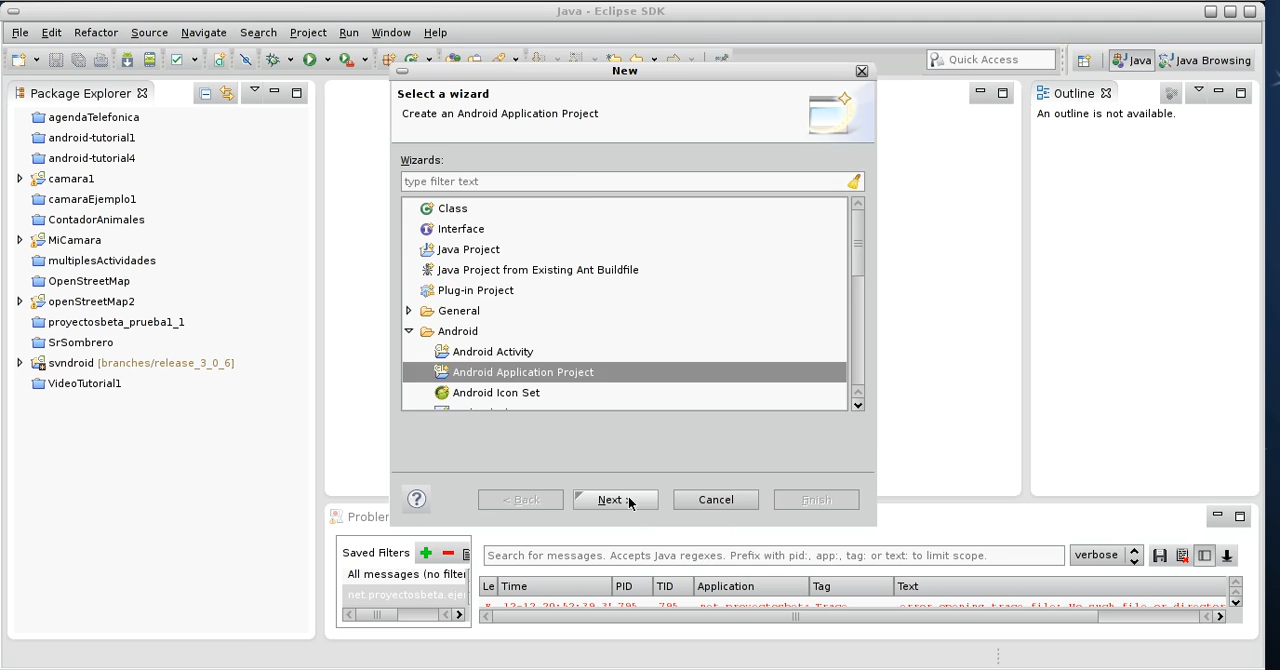 Java - Eclipse SDK
File Edit Refactor Source Navigate Search Project Run Window Help
Quick Access
Java
Java Browsing
Package Explorer
agendaTelefonica
android-tutorial1
android-tutorial4
camara1
camaraEjemplo1
ContadorAnimales
MiCamara
multiplesActividades
OpenStreetMap
openStreetMap2
proyectosbeta_prueba1_1
SrSombrero
svndroid [branches/release_3_0_6]
VideoTutorial1
New
Select a wizard
Create an Android Application Project
Wizards:
type filter text
Class
Interface
Java Project
Java Project from Existing Ant Buildfile
Plug-in Project
General
Android
Android Activity
Android Application Project
Android Icon Set
< Back
Next >
Cancel
Finish
Outline
An outline is not available.
Problem
Saved Filters
All messages (no filter
net.proyectosbeta.eje
Search for messages. Accepts Java regexes. Prefix with pid:, app:, tag: or text: to limit scope.
verbose
Le Time PID TID Application Tag Text